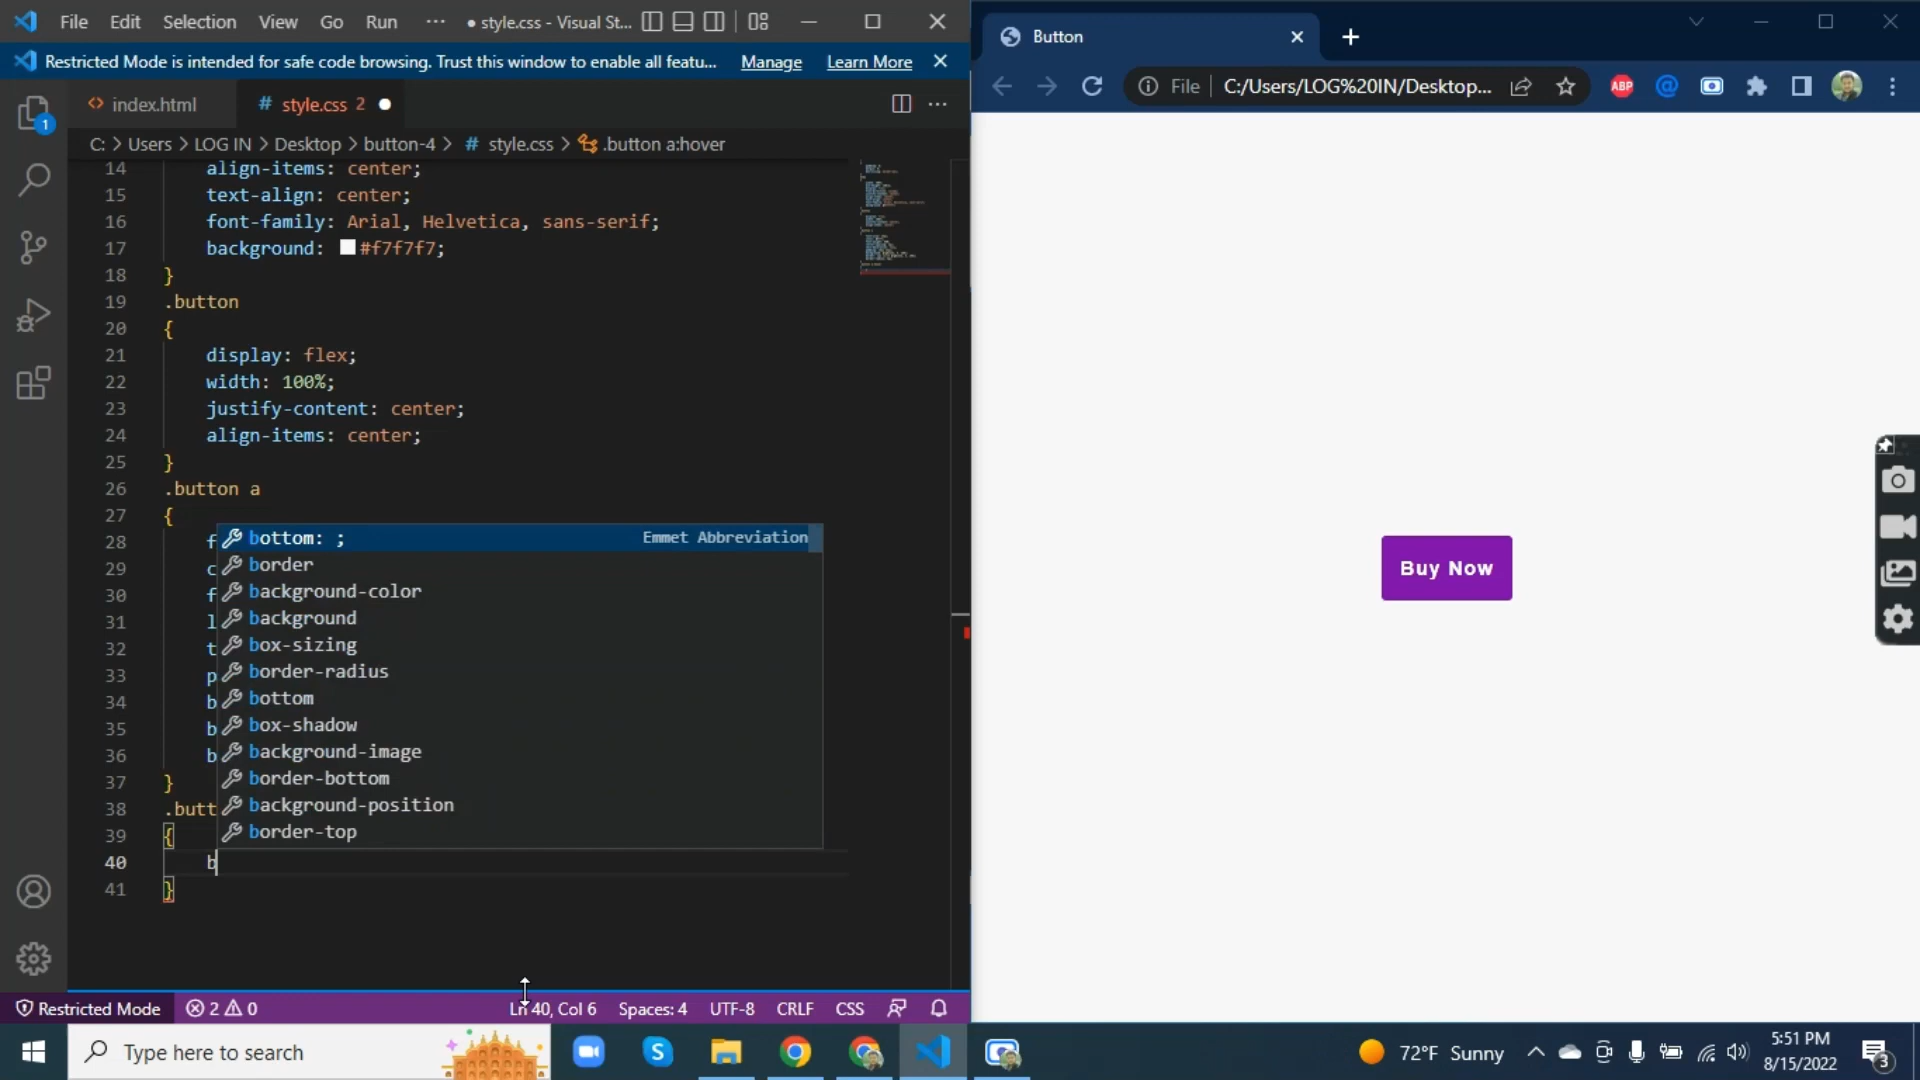 File Edit Selection View Go Run ··· ● style.css - Visual St...
Restricted Mode is intended for safe code browsing. Trust this window to enable all featu... Manage Learn More
index.html # style.css 2 ●
C: > Users > LOG IN > Desktop > button-4 > # style.css > .button a:hover
14 align-items: center;
15 text-align: center;
16 font-family: Arial, Helvetica, sans-serif;
17 background: #f7f7f7;
18 }
19 .button
20 {
21 display: flex;
22 width: 100%;
23 justify-content: center;
24 align-items: center;
25 }
26 .button a
27 {
28 f
29 c
30 f
31 l
32 t
33 p
34 b
35 b
36 b
37 }
38 .butt
39 {
40 b
41 }
bottom: ; Emmet Abbreviation
border
background-color
background
box-sizing
border-radius
bottom
box-shadow
background-image
border-bottom
background-position
border-top
1
Restricted Mode 2 0 Ln 40, Col 6 Spaces: 4 UTF-8 CRLF CSS
Button
File C:/Users/LOG%20IN/Desktop... ABP
Buy Now
Type here to search
72°F Sunny
5:51 PM
8/15/2022
3